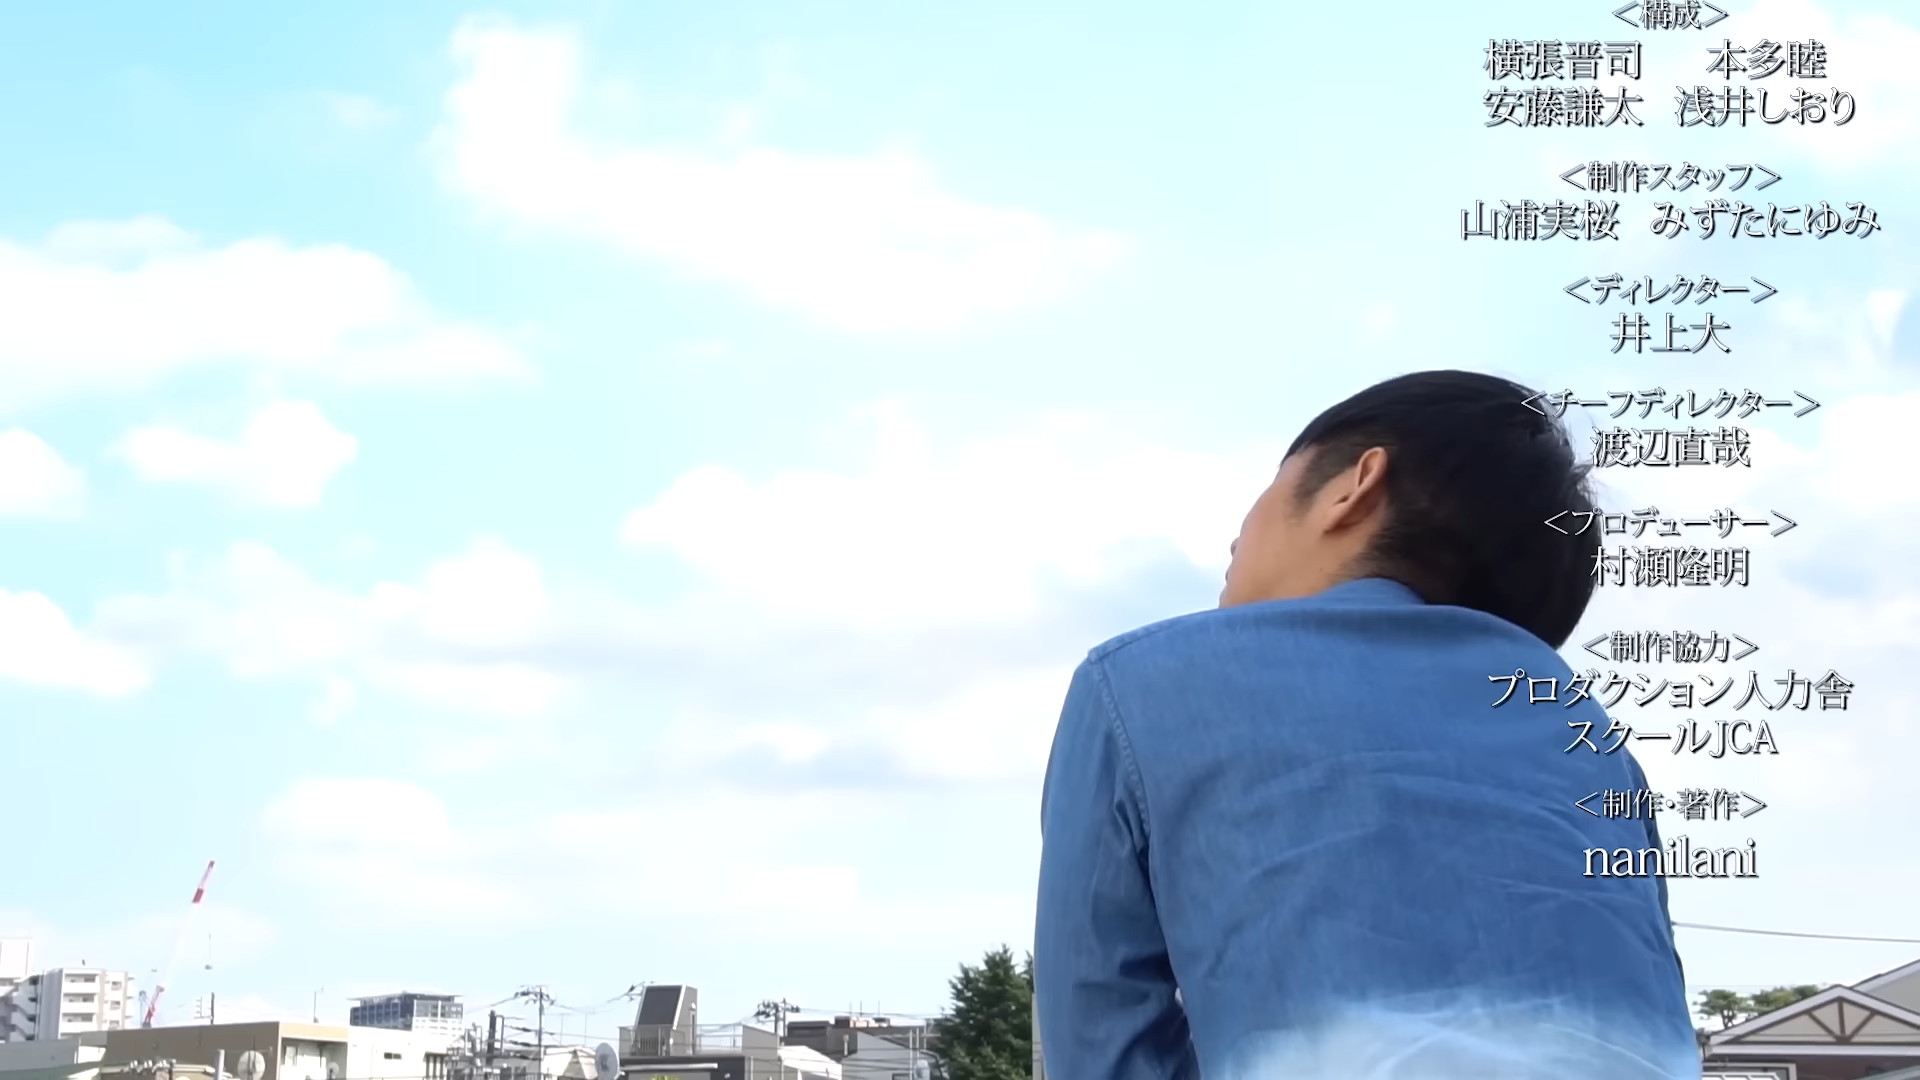 ＜構成＞
横張晋司　本多睦
安藤謙太　浅井しおり
＜制作スタッフ＞
山浦実桜　みずたにゆみ
＜ディレクター＞
井上大
＜チーフディレクター＞
渡辺直哉
＜プロデューサー＞
村瀬隆明
＜制作協力＞
プロダクション人力舎
スクールJCA
＜制作・著作＞
nanilani